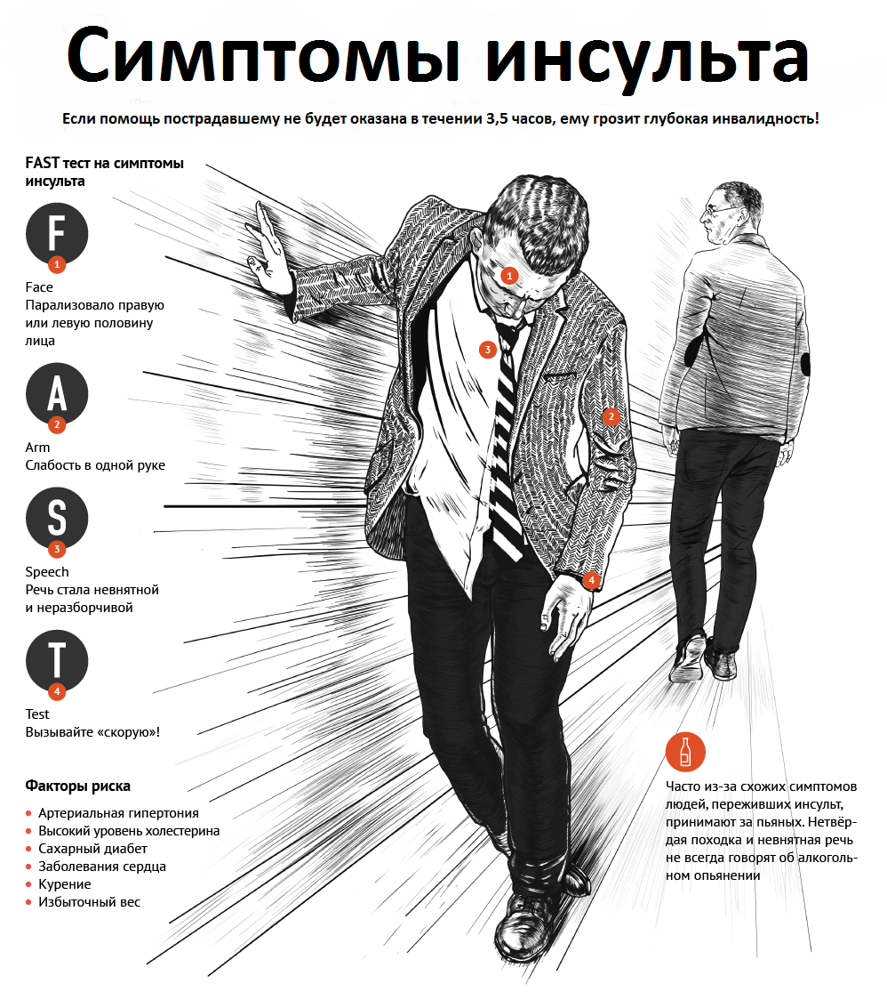 Симптомы инсульта
Если помощь пострадавшему не будет оказана в течении 3,5 часов, ему грозит глубокая инвалидность!
FAST тест на симптомы
инсульта
F
1
Face
Парализовало правую
или левую половину
лица
A
2
Arm
Слабость в одной руке
S
3
Speech
Речь стала невнятной
и неразборчивой
T
4
Test
Вызывайте «скорую»!
Факторы риска
Артериальная гипертония
Высокий уровень холестерина
Сахарный диабет
Заболевания сердца
Курение
Избыточный вес
1
3
2
4
Часто из-за схожих симптомов
людей, переживших инсульт,
принимают за пьяных. Нетвёр-
дая походка и невнятная речь
не всегда говорят об алкоголь-
ном опьянении